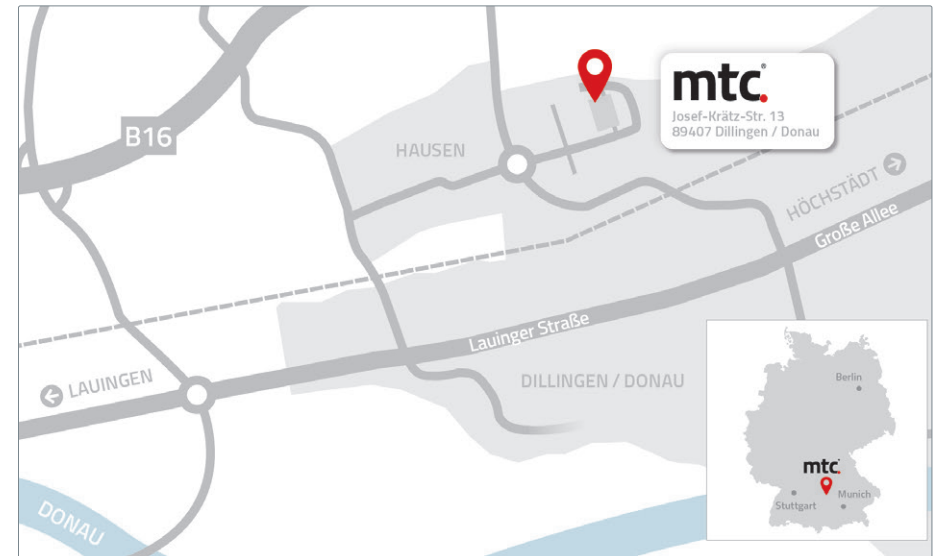 mtc.®
Josef-Krätz-Str. 13
89407 Dillingen / Donau
B16
HAUSEN
HÖCHSTÄDT
Große Allee
Lauinger Straße
LAUINGEN
DILLINGEN / DONAU
DONAU
Berlin
mtc.
Stuttgart
Munich